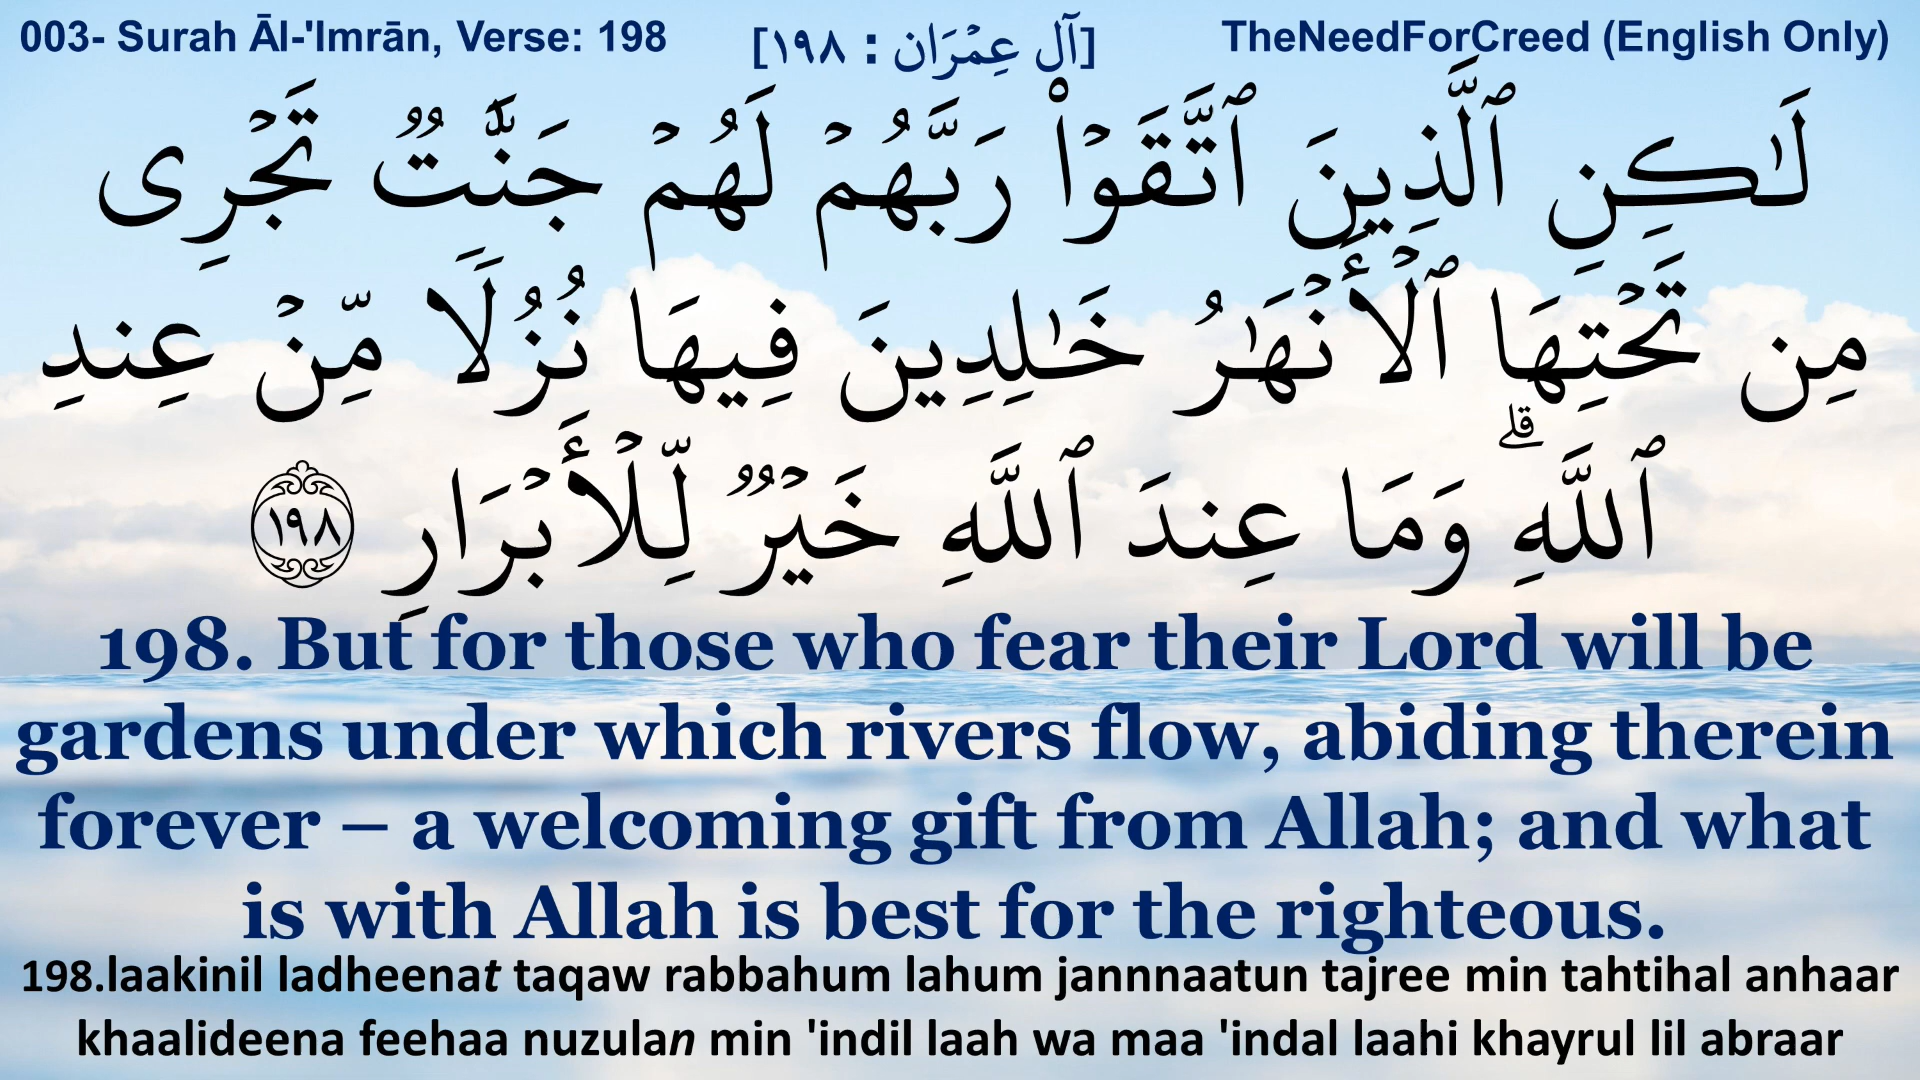 003- Surah Āl-'Imrān, Verse: 198 [آل عِمۡرَان : ١٩٨] TheNeedForCreed (English Only)
لَـٰكِنِ ٱلَّذِينَ ٱتَّقَوۡاْ رَبَّهُمۡ لَهُمۡ جَنَّـٰتٌ تَجۡرِى
مِن تَحۡتِهَا ٱلۡأَنۡهَـٰرُ خَـٰلِدِينَ فِيهَا نُزُلًا مِّنۡ عِندِ
ٱللَّهِۗ وَمَا عِندَ ٱللَّهِ خَيۡرٌ لِّلۡأَبۡرَارِ ١٩٨
198. But for those who fear their Lord will be
gardens under which rivers flow, abiding therein
forever – a welcoming gift from Allah; and what
is with Allah is best for the righteous.
198.laakinil ladheenat taqaw rabbahum lahum jannnaatun tajree min tahtihal anhaar
khaalideena feehaa nuzulan min 'indil laah wa maa 'indal laahi khayrul lil abraar